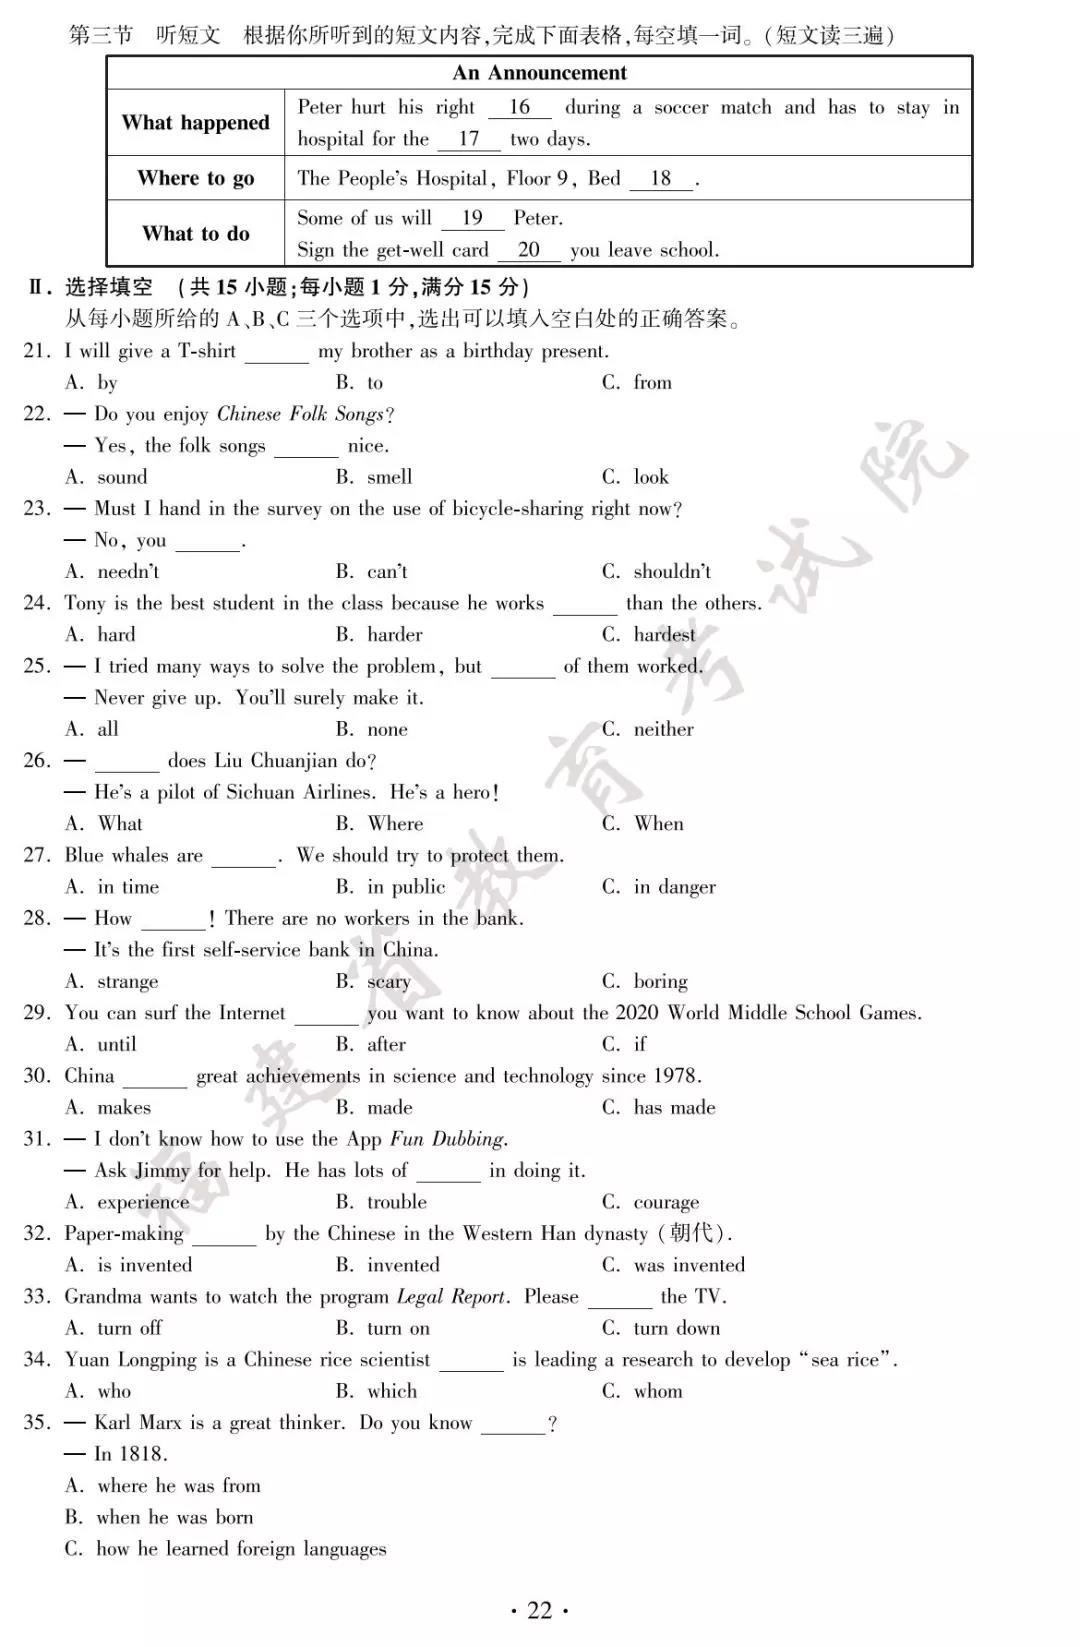 第三节 听短文 根据你所听到的短文内容,完成下面表格,每空填一词。(短文读三遍)
An Announcement
What happened
Peter hurt his right 16 during a soccer match and has to stay in
hospital for the 17 two days.
Where to go
The People's Hospital, Floor 9, Bed 18 .
What to do
Some of us will 19 Peter.
Sign the get-well card 20 you leave school.
Ⅱ. 选择填空 (共 15 小题;每小题 1 分,满分 15 分)
从每小题所给的 A、B、C 三个选项中,选出可以填入空白处的正确答案。
21. I will give a T-shirt ______ my brother as a birthday present.
A. by B. to C. from
22. — Do you enjoy Chinese Folk Songs?
— Yes, the folk songs ______ nice.
A. sound B. smell C. look
23. — Must I hand in the survey on the use of bicycle-sharing right now?
— No, you ______ .
A. needn't B. can't C. shouldn't
24. Tony is the best student in the class because he works ______ than the others.
A. hard B. harder C. hardest
25. — I tried many ways to solve the problem, but ______ of them worked.
— Never give up. You'll surely make it.
A. all B. none C. neither
26. — ______ does Liu Chuanjian do?
— He's a pilot of Sichuan Airlines. He's a hero!
A. What B. Where C. When
27. Blue whales are ______ . We should try to protect them.
A. in time B. in public C. in danger
28. — How ______ ! There are no workers in the bank.
— It's the first self-service bank in China.
A. strange B. scary C. boring
29. You can surf the Internet ______ you want to know about the 2020 World Middle School Games.
A. until B. after C. if
30. China ______ great achievements in science and technology since 1978.
A. makes B. made C. has made
31. — I don't know how to use the App Fun Dubbing.
— Ask Jimmy for help. He has lots of ______ in doing it.
A. experience B. trouble C. courage
32. Paper-making ______ by the Chinese in the Western Han dynasty (朝代).
A. is invented B. invented C. was invented
33. Grandma wants to watch the program Legal Report. Please ______ the TV.
A. turn off B. turn on C. turn down
34. Yuan Longping is a Chinese rice scientist ______ is leading a research to develop “sea rice”.
A. who B. which C. whom
35. — Karl Marx is a great thinker. Do you know ______ ?
— In 1818.
A. where he was from
B. when he was born
C. how he learned foreign languages
· 22 ·
福建省教育考试院